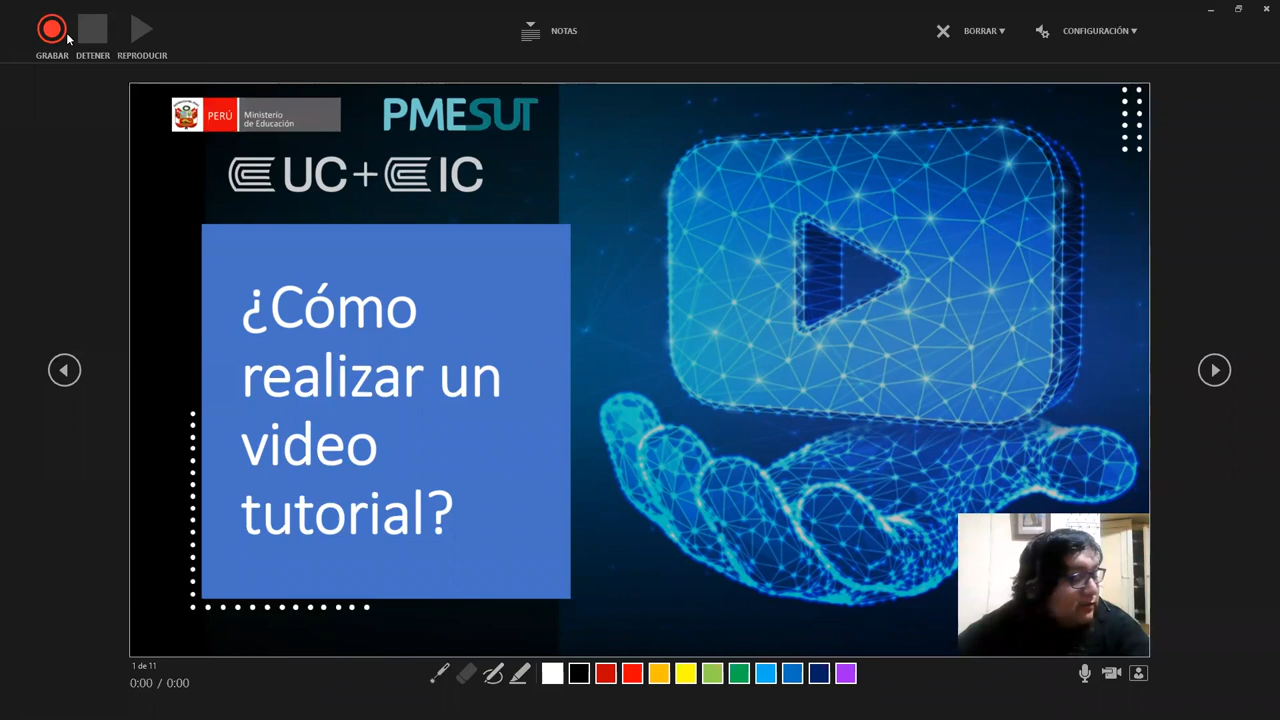 GRABAR
DETENER
REPRODUCIR
NOTAS
BORRAR
CONFIGURACIÓN
PERÚ
Ministerio
de Educación
PMESUT
UC+IC
¿Cómo
realizar un
video
tutorial?
1 de 11
0:00 / 0:00